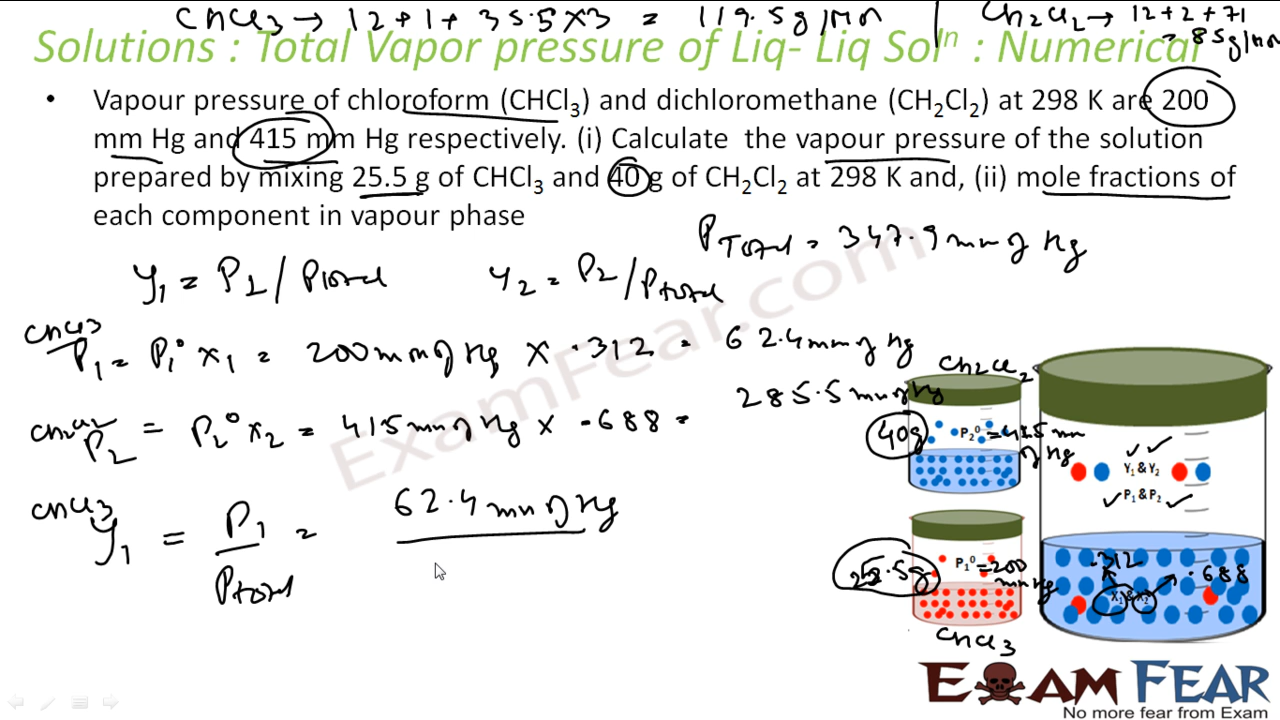 CHCl3 → 12 + 1 + 35.5 X 3 = 119.5g/mn | CH2Cl2 → 12 + 2 + 71
= 85g/mn
Solutions : Total Vapor pressure of Liq- Liq Solⁿ : Numerical
• Vapour pressure of chloroform (CHCl₃) and dichloromethane (CH₂Cl₂) at 298 K are 200
mm Hg and 415 mm Hg respectively. (i) Calculate the vapour pressure of the solution
prepared by mixing 25.5 g of CHCl₃ and 40 g of CH₂Cl₂ at 298 K and, (ii) mole fractions of
each component in vapour phase
PTotal = 347.9 mm of Hg
y1 = P2 / Ptotal
y2 = P2 / Ptotal
CHCl3
P1 = P1° x1 = 200 mm of Hg x .312 = 62.4 mm of Hg
CH2Cl2
P2 = P2° x2 = 415 mm of Hg x .688 = 285.5 mm of Hg
CHCl3
y1 = P1 / Ptotal = 62.4 mm of Hg
CH2Cl2
40g
P₂⁰ = 415 mm
of Hg
Y₁ & Y₂
P₁ & P₂
25.5g
P₁⁰ = 200
mm Hg
.312
.688
X₁ & X₂
CHCl3
ExamFear.com
EXAM FEAR
No more fear from Exam